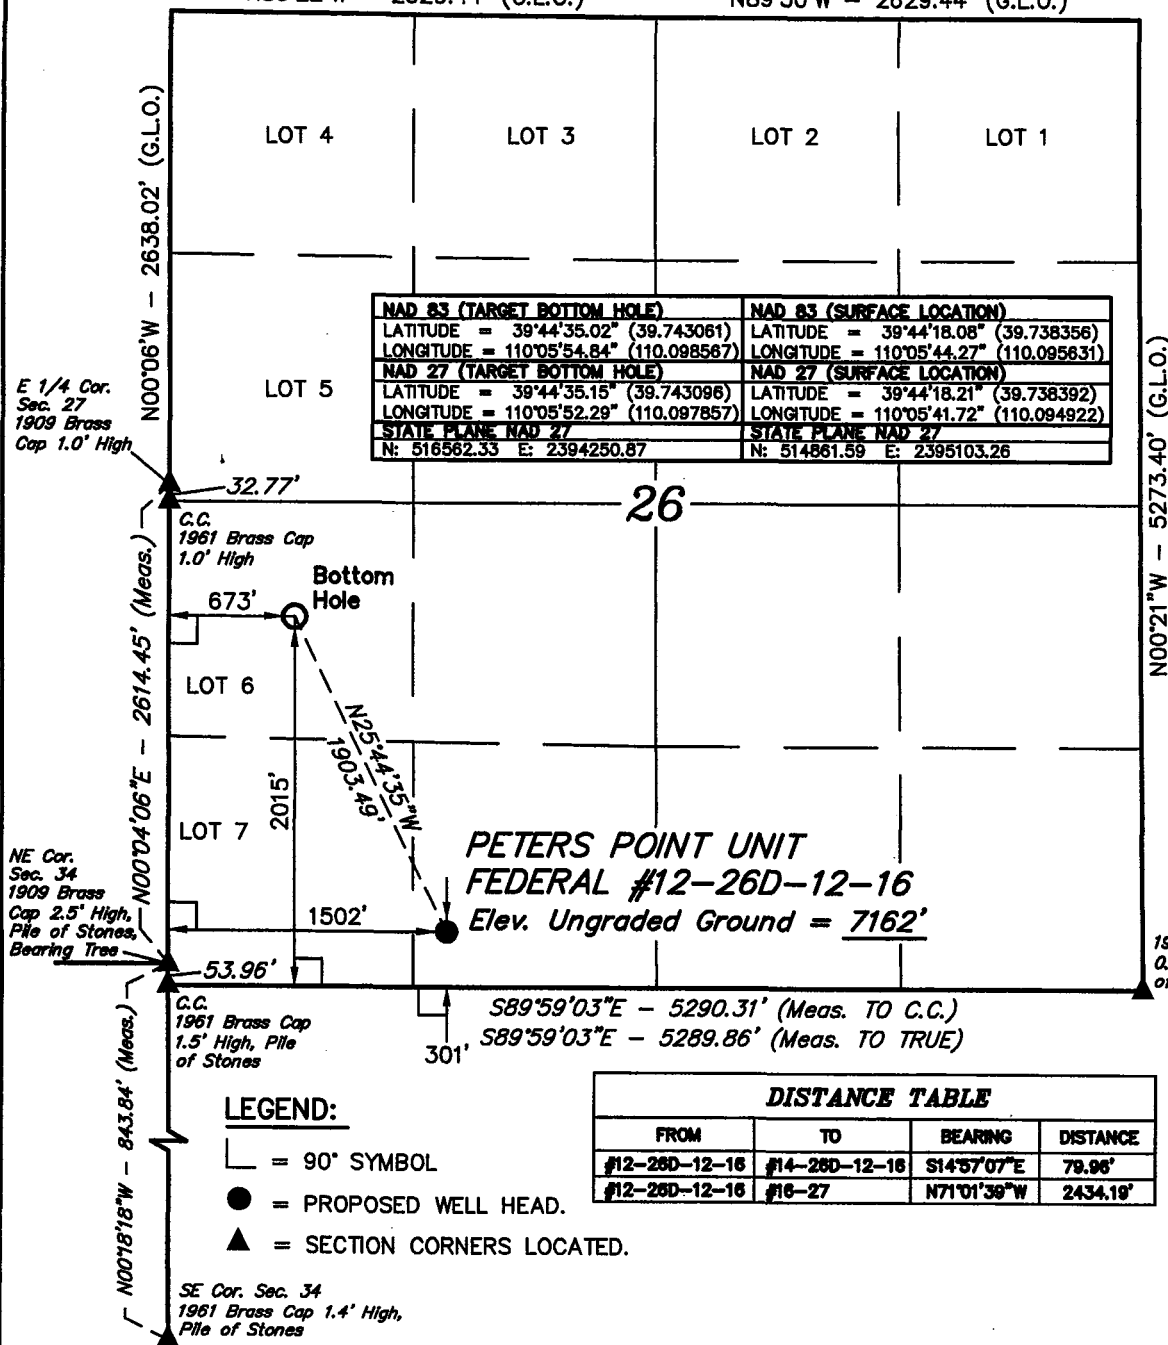 N89°30'W – 2629.44' (G.L.O.)
N00°06'W – 2638.02' (G.L.O.)
LOT 4
LOT 3
LOT 2
LOT 1
NAD 83 (TARGET BOTTOM HOLE)
LATITUDE = 39°44'35.02" (39.743061)
LONGITUDE = 110°05'54.84" (110.098567)
NAD 27 (TARGET BOTTOM HOLE)
LATITUDE = 39°44'35.15" (39.743096)
LONGITUDE = 110°05'52.29" (110.097857)
STATE PLANE NAD 27
N: 516562.33 E: 2394250.87
NAD 83 (SURFACE LOCATION)
LATITUDE = 39°44'18.08" (39.738356)
LONGITUDE = 110°05'44.27" (110.095631)
NAD 27 (SURFACE LOCATION)
LATITUDE = 39°44'18.21" (39.738392)
LONGITUDE = 110°05'41.72" (110.094922)
STATE PLANE NAD 27
N: 514861.59 E: 2395103.26
LOT 5
N00°21'W – 5273.40' (G.L.O.)
E 1/4 Cor.
Sec. 27
1909 Brass
Cap 1.0' High
32.77'
26
C.C.
1961 Brass Cap
1.0' High
Bottom
Hole
673'
N00°04'06"E – 2614.45' (Meas.)
LOT 6
N25°44'35"W
1903.49'
2015'
LOT 7
PETERS POINT UNIT
FEDERAL #12–26D–12–16
Elev. Ungraded Ground = 7162'
NE Cor.
Sec. 34
1909 Brass
Cap 2.5' High,
Pile of Stones,
Bearing Tree
1502'
53.96'
C.C.
1961 Brass Cap
1.5' High, Pile
of Stones
S89°59'03"E – 5290.31' (Meas. TO C.C.)
S89°59'03"E – 5289.86' (Meas. TO TRUE)
301'
N00°18'18"W – 843.84' (Meas.)
LEGEND:
= 90° SYMBOL
= PROPOSED WELL HEAD.
= SECTION CORNERS LOCATED.
DISTANCE TABLE
FROM TO BEARING DISTANCE
#12–26D–12–16 #14–26D–12–16 S14°57'07"E 79.96'
#12–26D–12–16 #16–27 N71°01'39"W 2434.19'
SE Cor. Sec. 34
1961 Brass Cap 1.4' High,
Pile of Stones